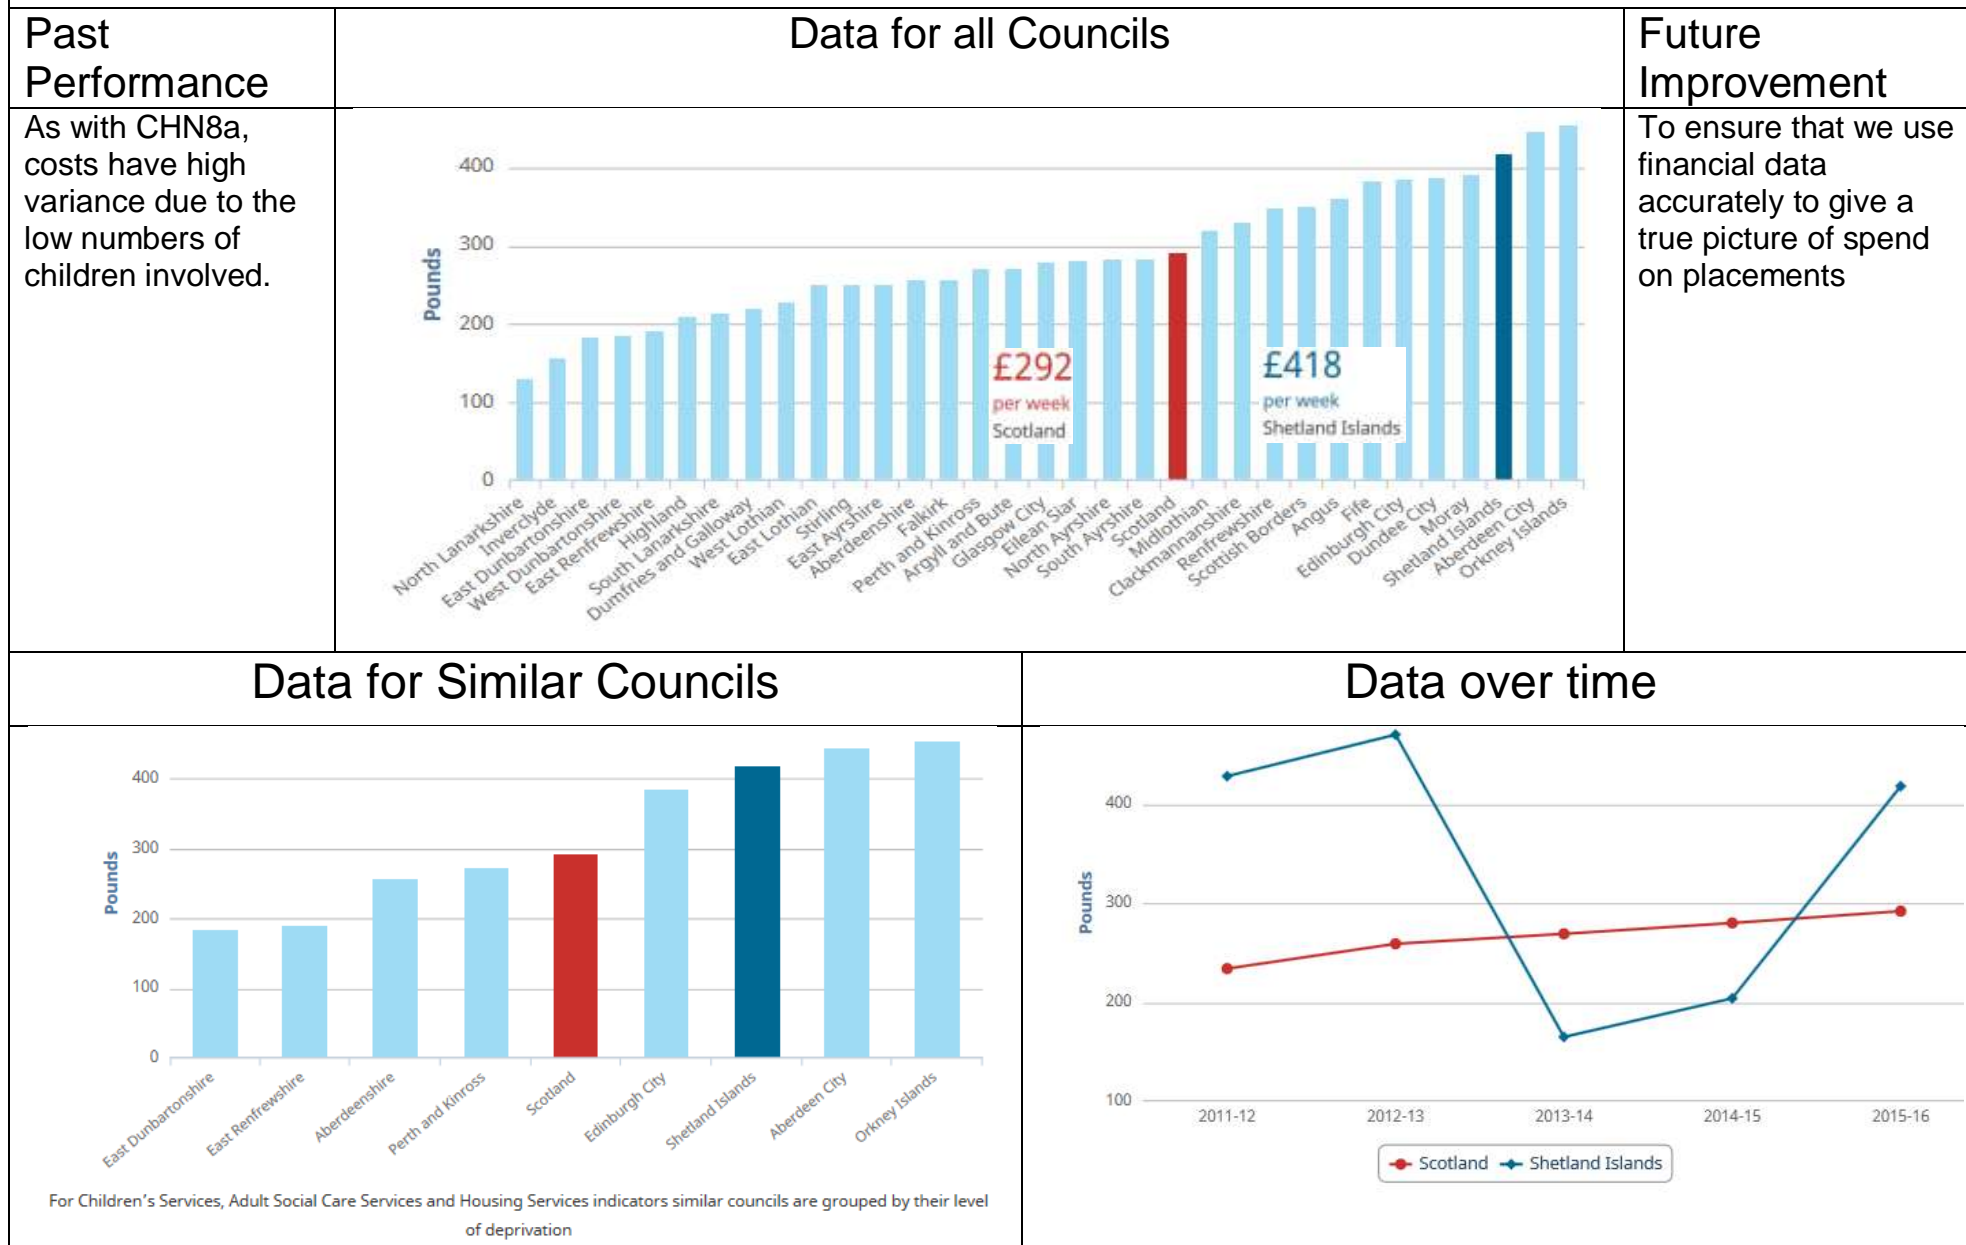 Past
Performance
Data for all Councils
Future
Improvement
As with CHN8a,
costs have high
variance due to the
low numbers of
children involved.
400
300
200
100
0
Pounds
£292
per week
Scotland
£418
per week
Shetland Islands
North Lanarkshire
Inverclyde
East Dunbartonshire
West Dunbartonshire
East Renfrewshire
Highland
South Lanarkshire
Dumfries and Galloway
West Lothian
East Lothian
Stirling
East Ayrshire
Aberdeenshire
Falkirk
Perth and Kinross
Argyll and Bute
Glasgow City
Eilean Siar
North Ayrshire
South Ayrshire
Scotland
Midlothian
Clackmannanshire
Renfrewshire
Scottish Borders
Angus
Fife
Edinburgh City
Dundee City
Moray
Shetland Islands
Aberdeen City
Orkney Islands
To ensure that we use
financial data
accurately to give a
true picture of spend
on placements
Data for Similar Councils
400
300
200
100
0
Pounds
East Dunbartonshire
East Renfrewshire
Aberdeenshire
Perth and Kinross
Scotland
Edinburgh City
Shetland Islands
Aberdeen City
Orkney Islands
For Children's Services, Adult Social Care Services and Housing Services indicators similar councils are grouped by their level
of deprivation
Data over time
400
300
200
100
Pounds
2011-12
2012-13
2013-14
2014-15
2015-16
Scotland
Shetland Islands